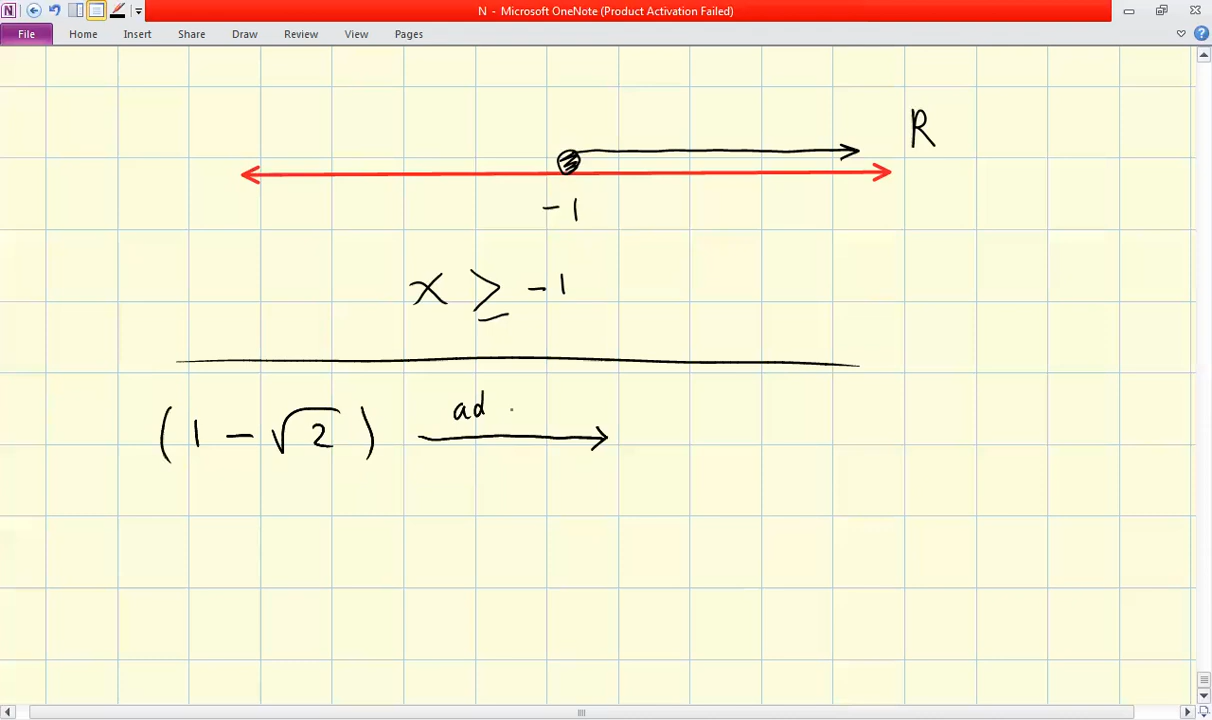 N - Microsoft OneNote (Product Activation Failed)
File Home Insert Share Draw Review View Pages
R
-1
x ≥ -1
(1 - √2) ad